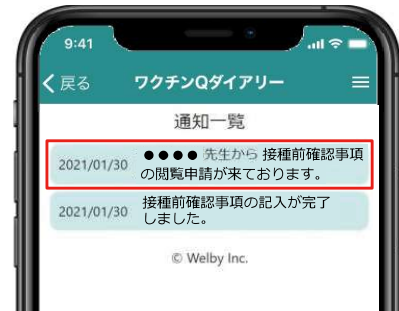 9:41
戻る ワクチンQダイアリー
通知一覧
2021/01/30 ●●●● 先生から 接種前確認事項
の閲覧申請が来ております。
2021/01/30 接種前確認事項の記入が完了
しました。
© Welby Inc.